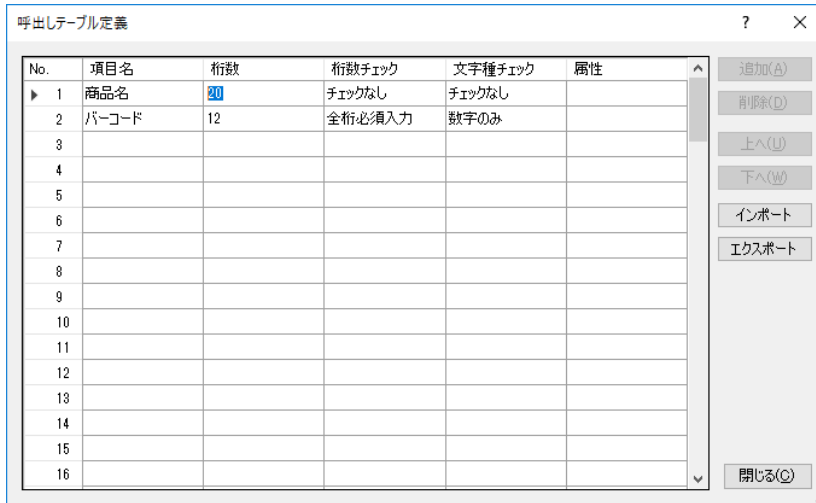 呼出しテーブル定義 ? ×
No. 項目名 桁数 桁数チェック 文字種チェック 属性 追加(A)
1 商品名 20 チェックなし チェックなし 削除(D)
2 バーコード 12 全桁必須入力 数字のみ
3 上へ(U)
4 下へ(W)
5
6 インポート
7 エクスポート
8
9
10
11
12
13
14
15
16 閉じる(C)